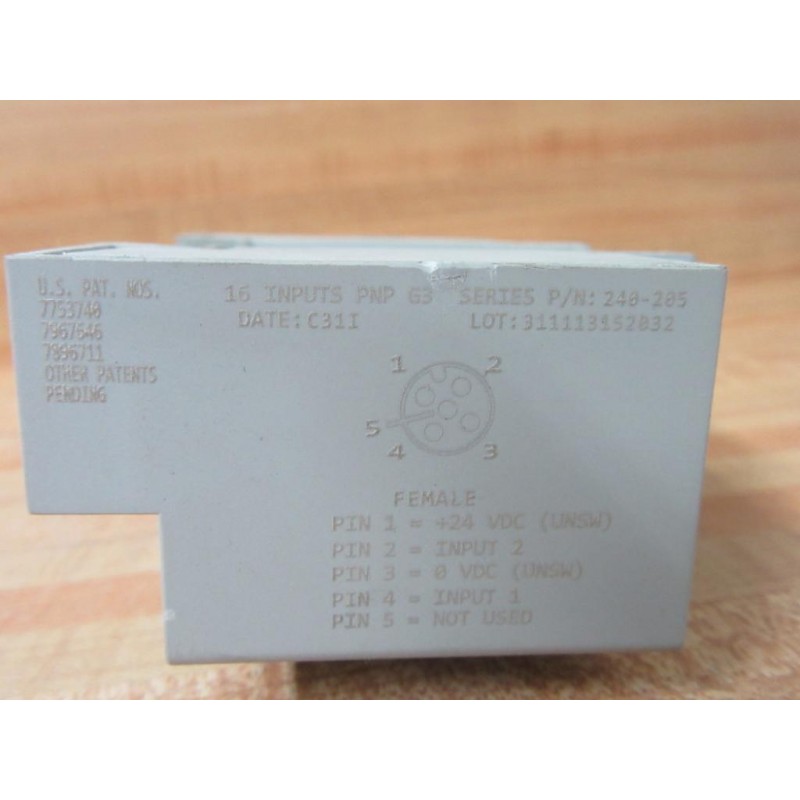 U.S. PAT. NOS.
7753740
7967646
7896711
OTHER PATENTS
PENDING
16 INPUTS PNP G3 SERIES P/N: 240-205
DATE: C31I LOT: 311113152032
1 2
5
4 3
FEMALE
PIN 1 = +24 VDC (UNSW)
PIN 2 = INPUT 2
PIN 3 = 0 VDC (UNSW)
PIN 4 = INPUT 1
PIN 5 = NOT USED